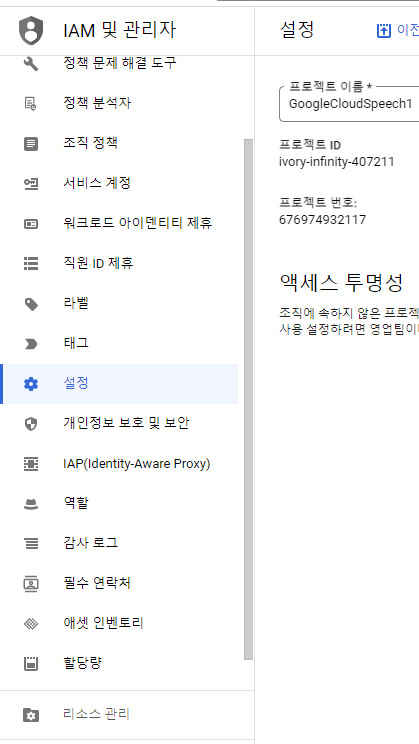 IAM 및 관리자
정책 문제 해결 도구
정책 분석자
조직 정책
서비스 계정
워크로드 아이덴티티 제휴
직원 ID 제휴
라벨
태그
설정
개인정보 보호 및 보안
IAP(Identity-Aware Proxy)
역할
감사 로그
필수 연락처
애셋 인벤토리
할당량
리소스 관리
설정
이전
프로젝트 이름 *
GoogleCloudSpeech1
프로젝트 ID
ivory-infinity-407211
프로젝트 번호:
676974932117
액세스 투명성
조직에 속하지 않은 프로젝
사용 설정하려면 영업팀이